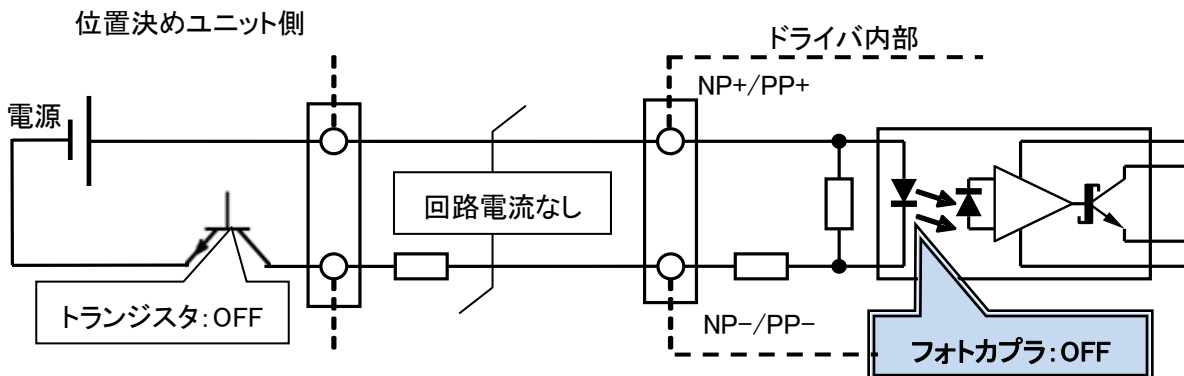 位置決めユニット側
ドライバ内部
NP+/PP+
電源
回路電流なし
トランジスタ：OFF
NP−/PP−
フォトカプラ：OFF